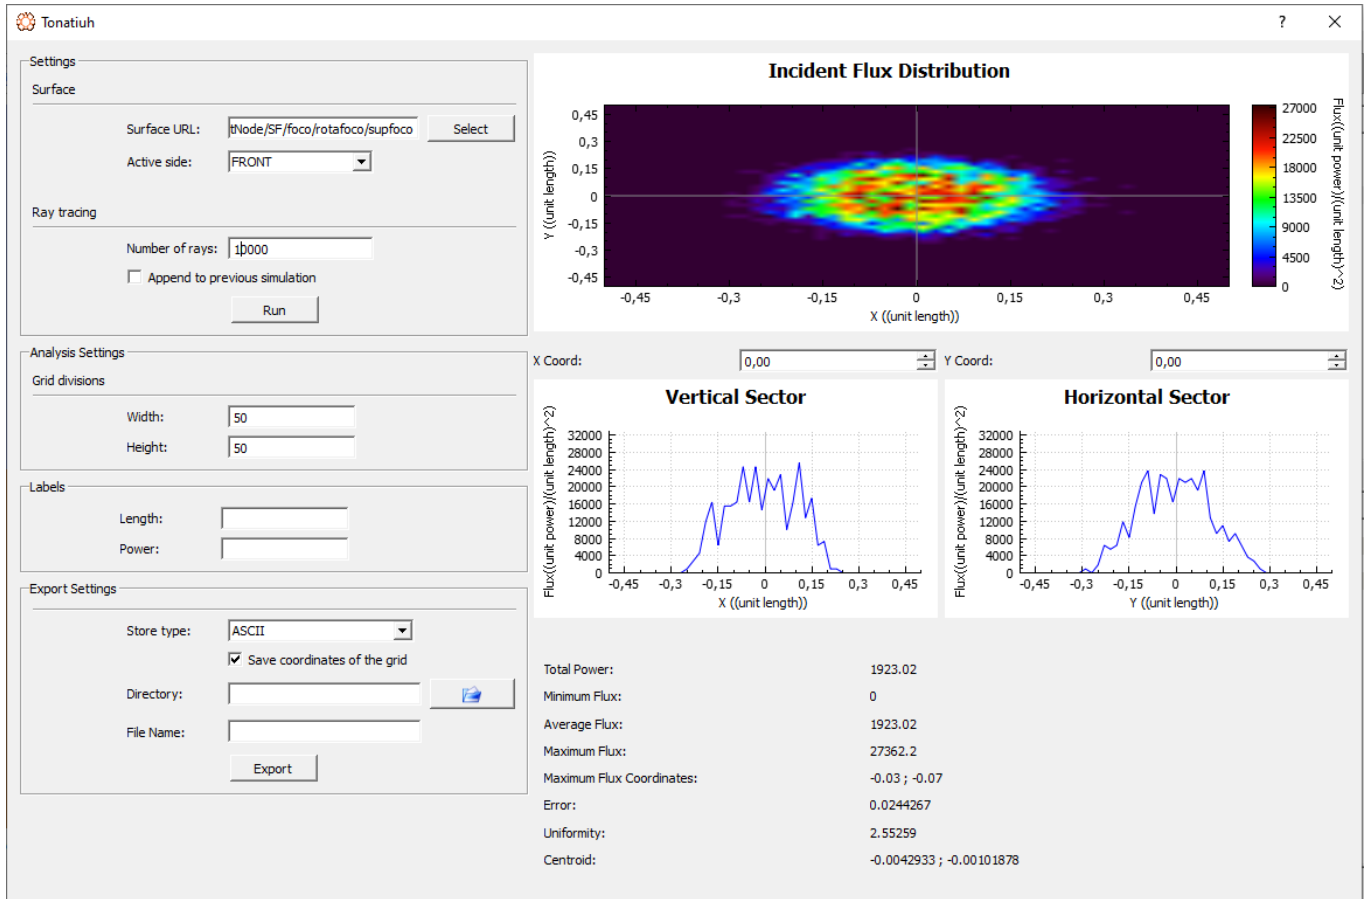 Tonatiuh
?
Settings
Surface
Surface URL: tNode/SF/foco/rotafoco/supfoco Select
Active side: FRONT
Ray tracing
Number of rays: 10000
Append to previous simulation
Run
Analysis Settings
Grid divisions
Width: 50
Height: 50
Labels
Length:
Power:
Export Settings
Store type: ASCII
Save coordinates of the grid
Directory:
File Name:
Export
Incident Flux Distribution
Y ((unit length))
0,45
0,3
0,15
0
-0,15
-0,3
-0,45
-0,45 -0,3 -0,15 0 0,15 0,3 0,45
X ((unit length))
27000
22500
18000
13500
9000
4500
0
Flux((unit power)/(unit length)^2)
X Coord: 0,00
Y Coord: 0,00
Vertical Sector
Flux((unit power)/(unit length)^2)
32000
28000
24000
20000
16000
12000
8000
4000
0
-0,45 -0,3 -0,15 0 0,15 0,3 0,45
X ((unit length))
Horizontal Sector
Flux((unit power)/(unit length)^2)
32000
28000
24000
20000
16000
12000
8000
4000
0
-0,45 -0,3 -0,15 0 0,15 0,3 0,45
Y ((unit length))
Total Power: 1923.02
Minimum Flux: 0
Average Flux: 1923.02
Maximum Flux: 27362.2
Maximum Flux Coordinates: -0.03 ; -0.07
Error: 0.0244267
Uniformity: 2.55259
Centroid: -0.0042933 ; -0.00101878